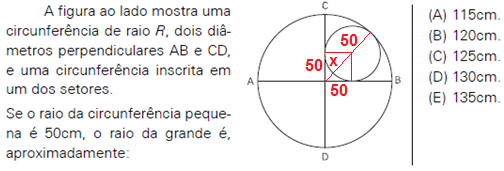 A figura ao lado mostra uma
circunferência de raio R, dois diâ-
metros perpendiculares AB e CD,
e uma circunferência inscrita em
um dos setores.
Se o raio da circunferência peque-
na é 50cm, o raio da grande é,
aproximadamente:
C
50
50 x
A B
50
D
(A) 115cm.
(B) 120cm.
(C) 125cm.
(D) 130cm.
(E) 135cm.